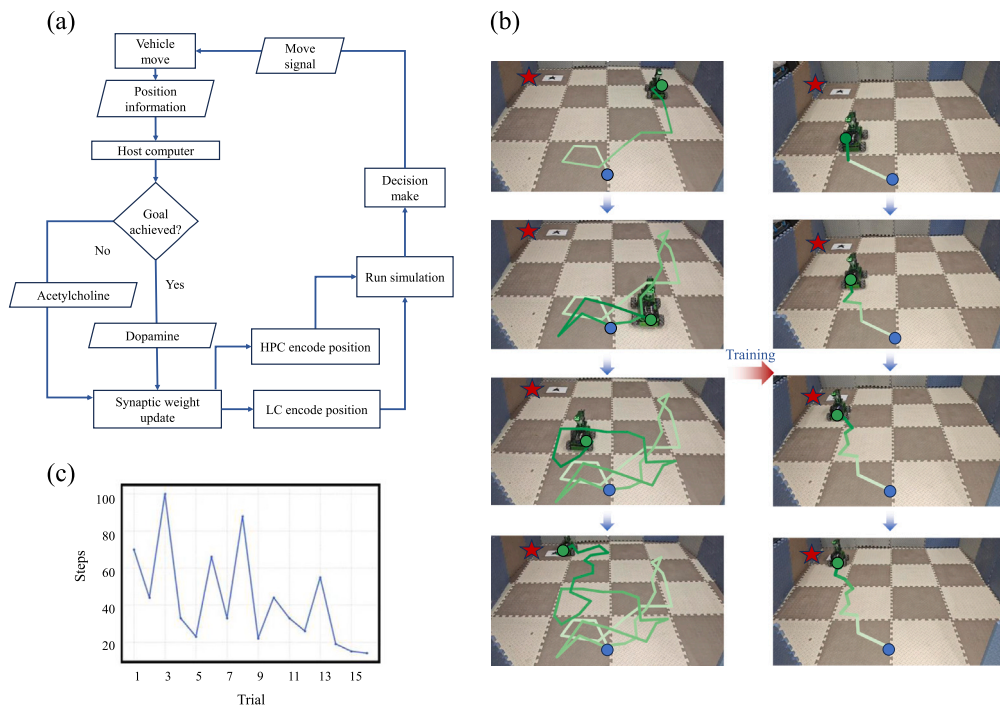 (a)
Vehicle
move
Move
signal
Position
information
Host computer
Goal
achieved?
No
Yes
Acetylcholine
Dopamine
Synaptic weight
update
HPC encode position
LC encode position
Run simulation
Decision
make
(b)
Training
(c)
100
80
60
40
20
Steps
1
3
5
7
9
11
13
15
Trial